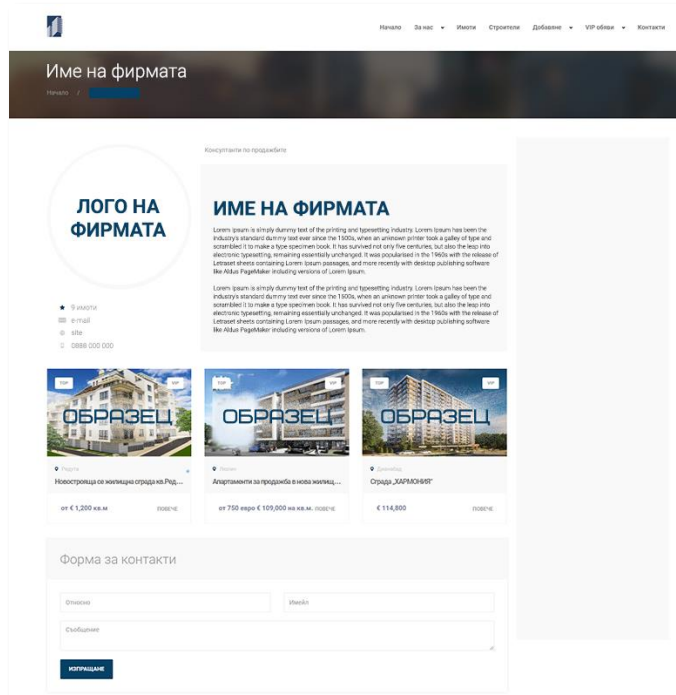 Начало За нас Имоти Строители Добавяне VIP обяви Контакти
Име на фирмата
Начало /
Консултанти по продажбите
ЛОГО НА
ФИРМАТА
ИМЕ НА ФИРМАТА
Lorem Ipsum is simply dummy text of the printing and typesetting industry. Lorem Ipsum has been the
industry's standard dummy text ever since the 1500s, when an unknown printer took a galley of type and
scrambled it to make a type specimen book. It has survived not only five centuries, but also the leap into
electronic typesetting, remaining essentially unchanged. It was popularised in the 1960s with the release of
Letraset sheets containing Lorem Ipsum passages, and more recently with desktop publishing software
like Aldus PageMaker including versions of Lorem Ipsum.
Lorem Ipsum is simply dummy text of the printing and typesetting industry. Lorem Ipsum has been the
industry's standard dummy text ever since the 1500s, when an unknown printer took a galley of type and
scrambled it to make a type specimen book. It has survived not only five centuries, but also the leap into
electronic typesetting, remaining essentially unchanged. It was popularised in the 1960s with the release of
Letraset sheets containing Lorem Ipsum passages, and more recently with desktop publishing software
like Aldus PageMaker including versions of Lorem Ipsum.
9 имоти
e-mail
site
0888 000 000
TOP VIP TOP VIP TOP VIP
ОБРАЗЕЦ ОБРАЗЕЦ ОБРАЗЕЦ
Редута
Новострояща се жилищна сграда кв.Ред... Апартаменти за продажба в нова жилищ... Сграда „ХАРМОНИЯ"
от € 1,200 кв.м ПОВЕЧЕ от 750 евро € 109,000 на кв.м. ПОВЕЧЕ € 114,800 ПОВЕЧЕ
Форма за контакти
Относно Имейл
Съобщение
ИЗПРАЩАНЕ